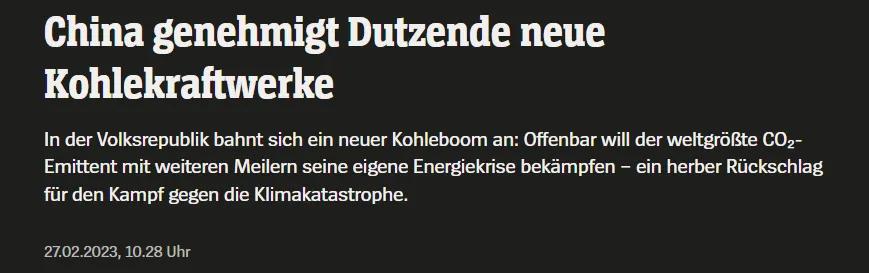 China genehmigt Dutzende neue
Kohlekraftwerke
In der Volksrepublik bahnt sich ein neuer Kohleboom an: Offenbar will der weltgrößte CO₂-
Emittent mit weiteren Meilern seine eigene Energiekrise bekämpfen – ein herber Rückschlag
für den Kampf gegen die Klimakatastrophe.
27.02.2023, 10.28 Uhr